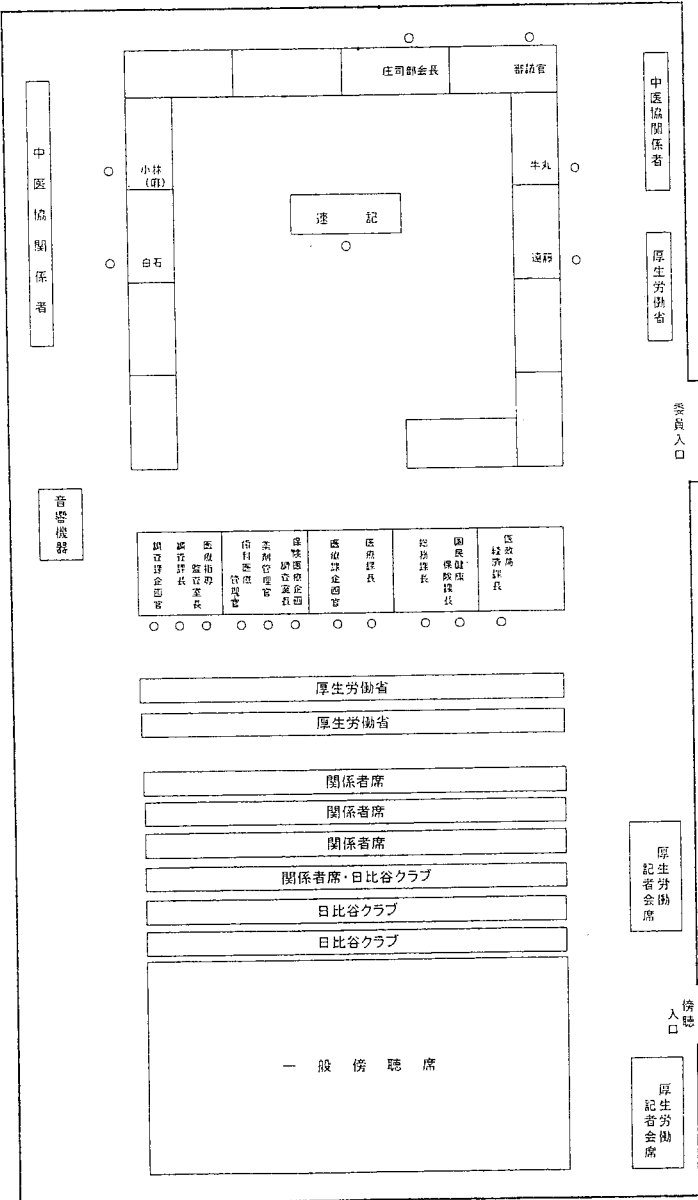 庄司部会長
審議官
中医協関係者
小林
(麻)
牛丸
中医協関係者
速 記
白石
遠藤
厚生労働省
委員入口
音響機器
調査課企画官
調査課長
医療指導
監査室長
歯科医療
管理官
薬剤管理官
保険医療企画
調査室長
医療課企画官
医療課長
総務課長
国民健康
保険課長
医政局
経済課長
厚生労働省
厚生労働省
関係者席
関係者席
関係者席
関係者席・日比谷クラブ
日比谷クラブ
日比谷クラブ
厚生労働
記者会席
傍聴
入口
一 般 傍 聴 席
厚生労働
記者会席